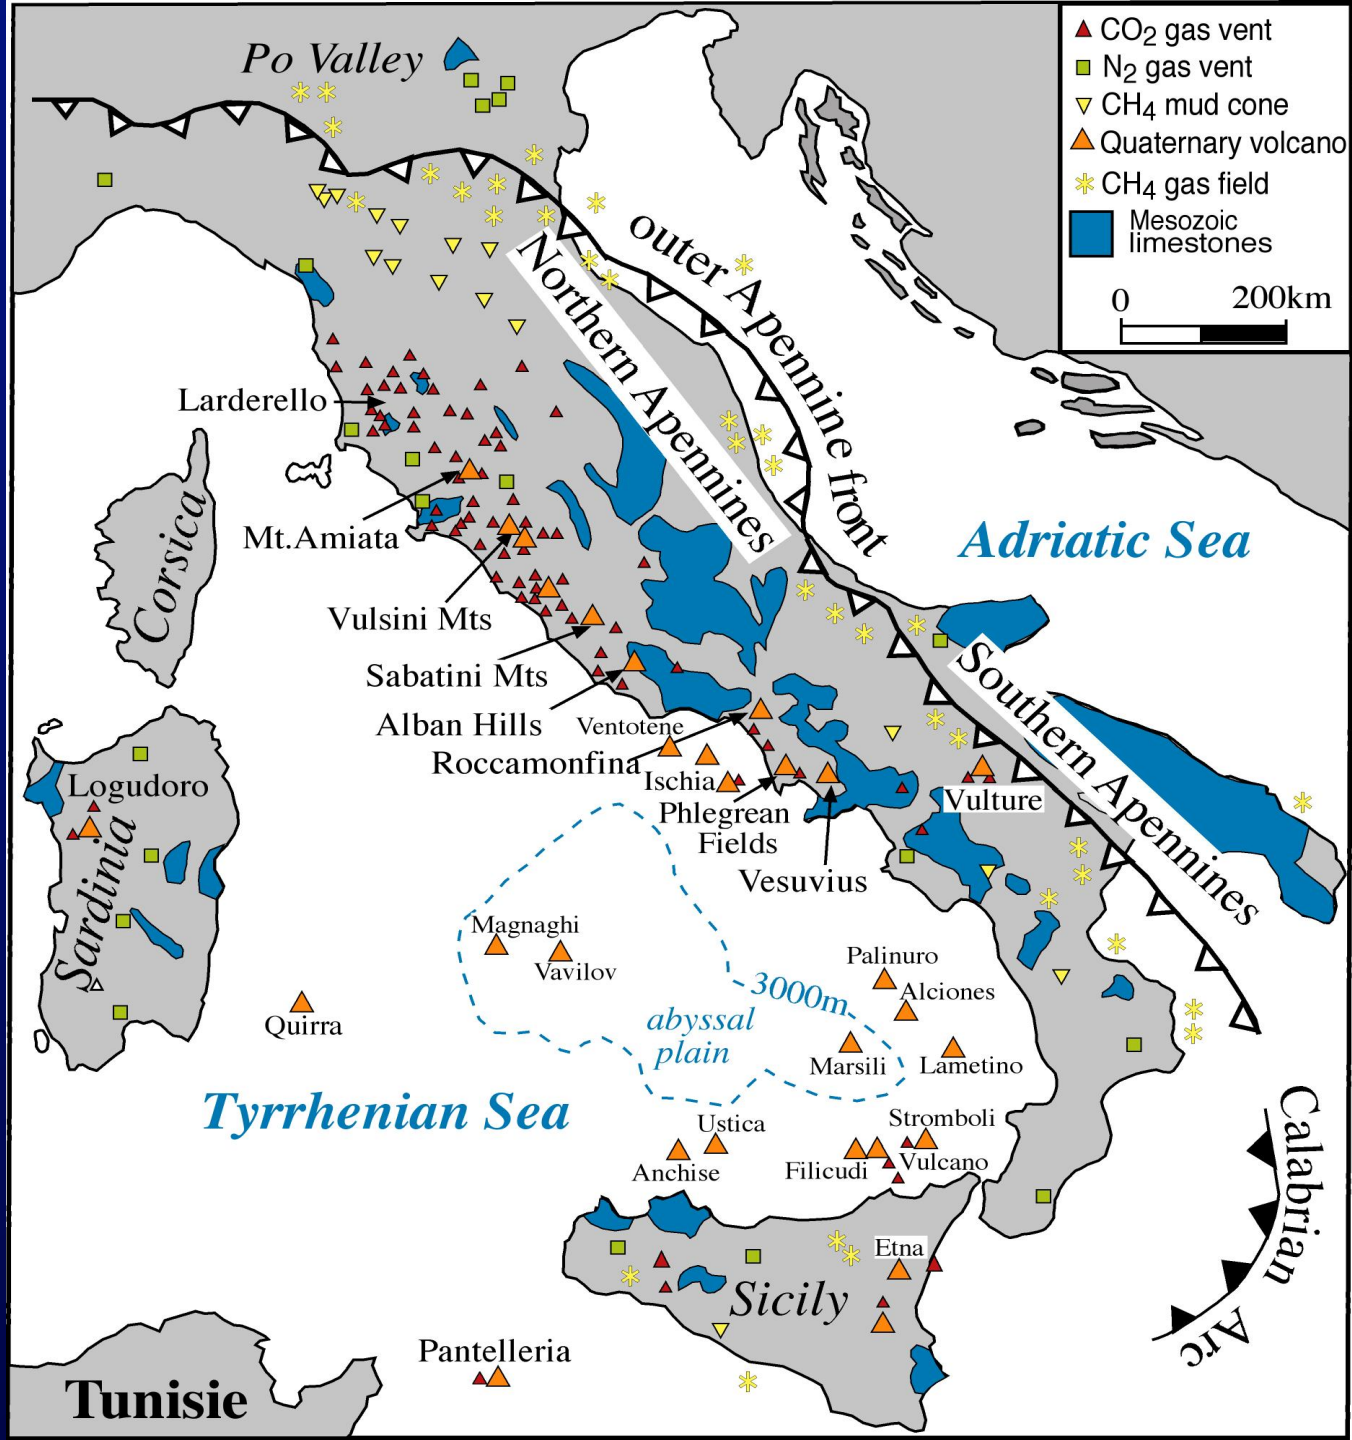 Po Valley
CO2 gas vent
N2 gas vent
CH4 mud cone
Quaternary volcano
CH4 gas field
Mesozoic
limestones
0 200km
outer Apennine front
Northern Apennines
Larderello
Corsica
Mt.Amiata
Adriatic Sea
Vulsini Mts
Sabatini Mts
Southern Apennines
Alban Hills
Ventotene
Roccamonfina
Ischia
Logudoro
Phlegrean
Fields
Vulture
Vesuvius
Sardinia
Magnaghi
Vavilov
Palinuro
3000m
Alciones
Quirra
abyssal
plain
Marsili
Lametino
Tyrrhenian Sea
Ustica
Stromboli
Anchise
Filicudi
Vulcano
Calabrian
Arc
Etna
Sicily
Pantelleria
Tunisie